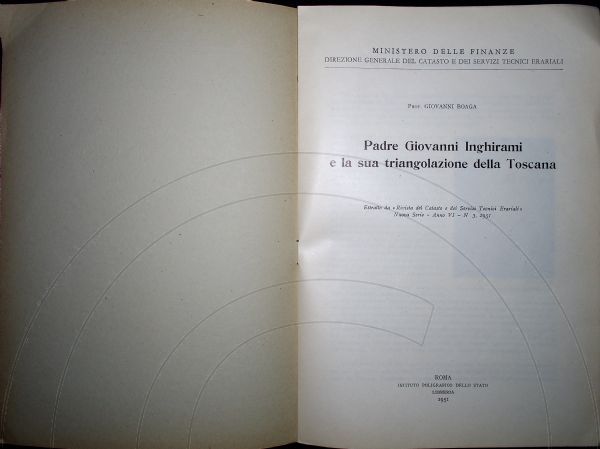 MINISTERO DELLE FINANZE
DIREZIONE GENERALE DEL CATASTO E DEI SERVIZI TECNICI ERARIALI
PROF. GIOVANNI BOAGA
Padre Giovanni Inghirami
e la sua triangolazione della Toscana
Estratto da «Rivista del Catasto e dei Servizi Tecnici Erariali»
Nuova Serie - Anno VI - N 3, 1951
ROMA
ISTITUTO POLIGRAFICO DELLO STATO
LIBRERIA
1951